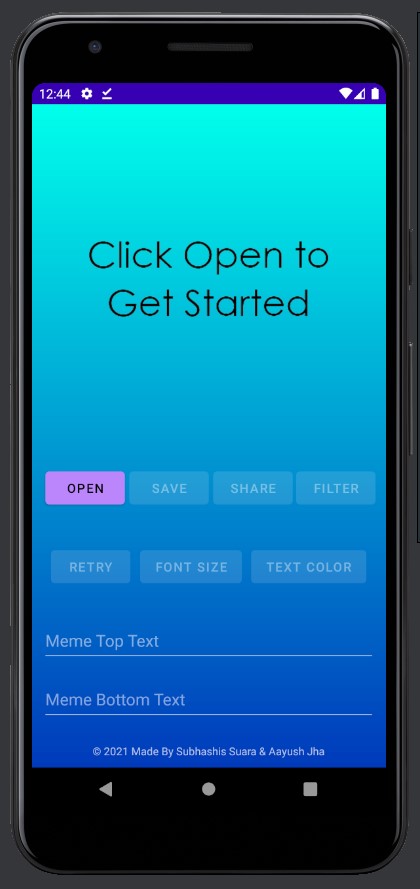 12:44
Click Open to
Get Started
OPEN SAVE SHARE FILTER
RETRY FONT SIZE TEXT COLOR
Meme Top Text
Meme Bottom Text
© 2021 Made By Subhashis Suara & Aayush Jha